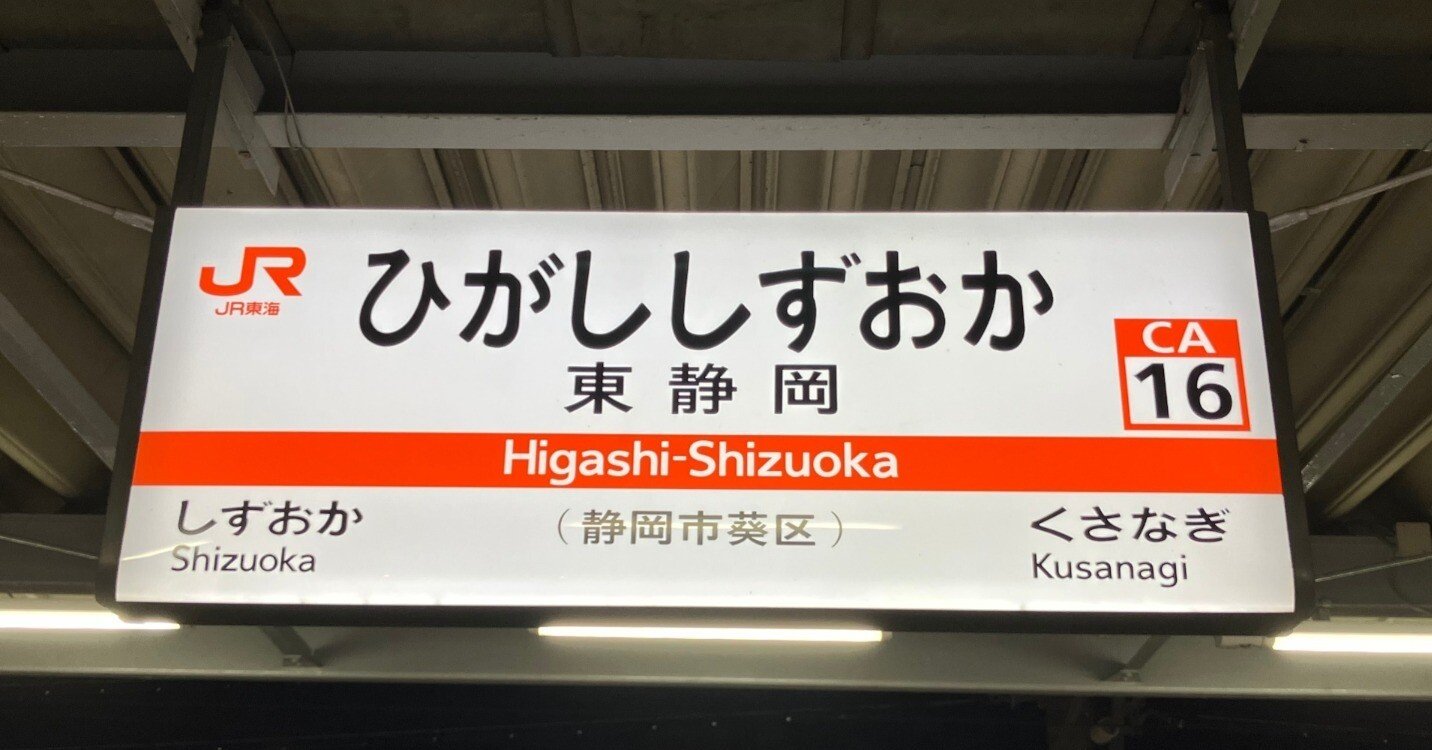 JR
JR東海
ひがししずおか
東静岡
CA
16
Higashi-Shizuoka
しずおか
Shizuoka
(静岡市葵区)
くさなぎ
Kusanagi